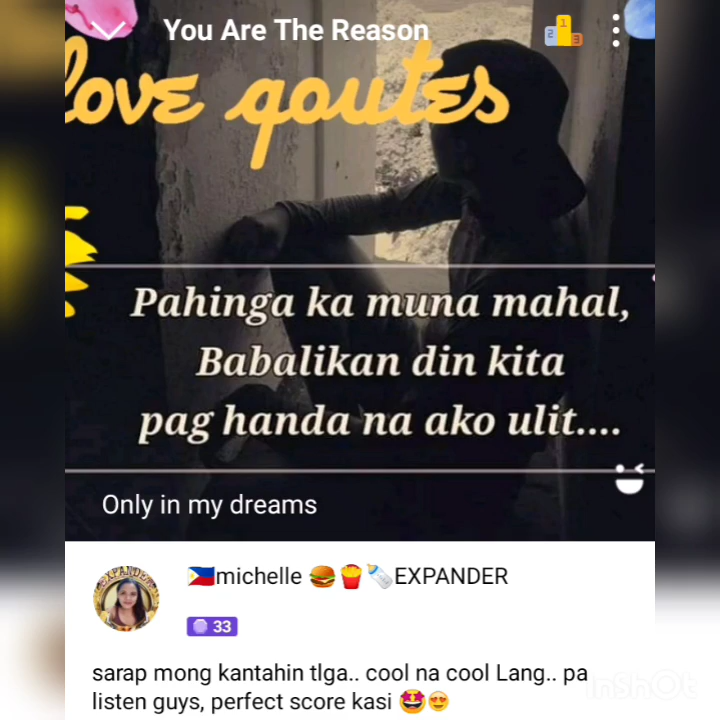 You Are The Reason
love qoutes
Pahinga ka muna mahal,
Babalikan din kita
pag handa na ako ulit....
Only in my dreams
🇵🇭michelle 🍔🍟🍼EXPANDER
33
sarap mong kantahin tlga.. cool na cool Lang.. pa
listen guys, perfect score kasi 🤩😍
InShOt